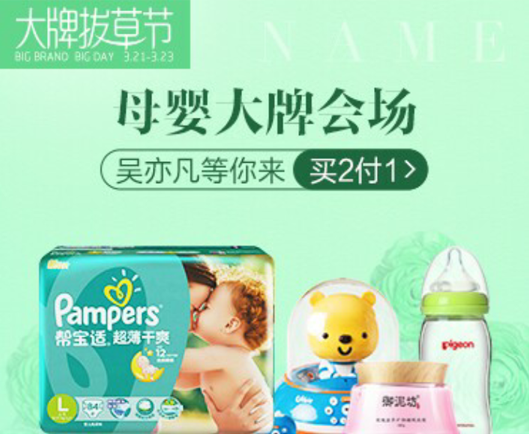 大牌拔草节
BIG BRAND BIG DAY 3.21-3.23
NAME
母婴大牌会场
吴亦凡等你来 买2付1
Pampers
帮宝适 超薄干爽
12
L
84
御泥坊
pigeon